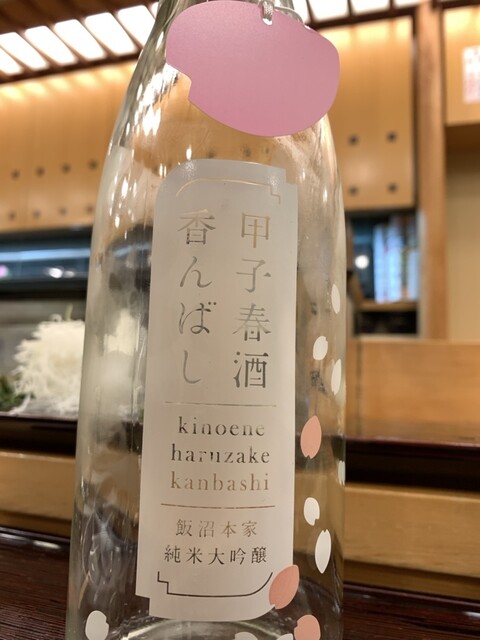 甲子春酒
香んばし
kinoene
haruzake
kanbashi
飯沼本家
純米大吟醸